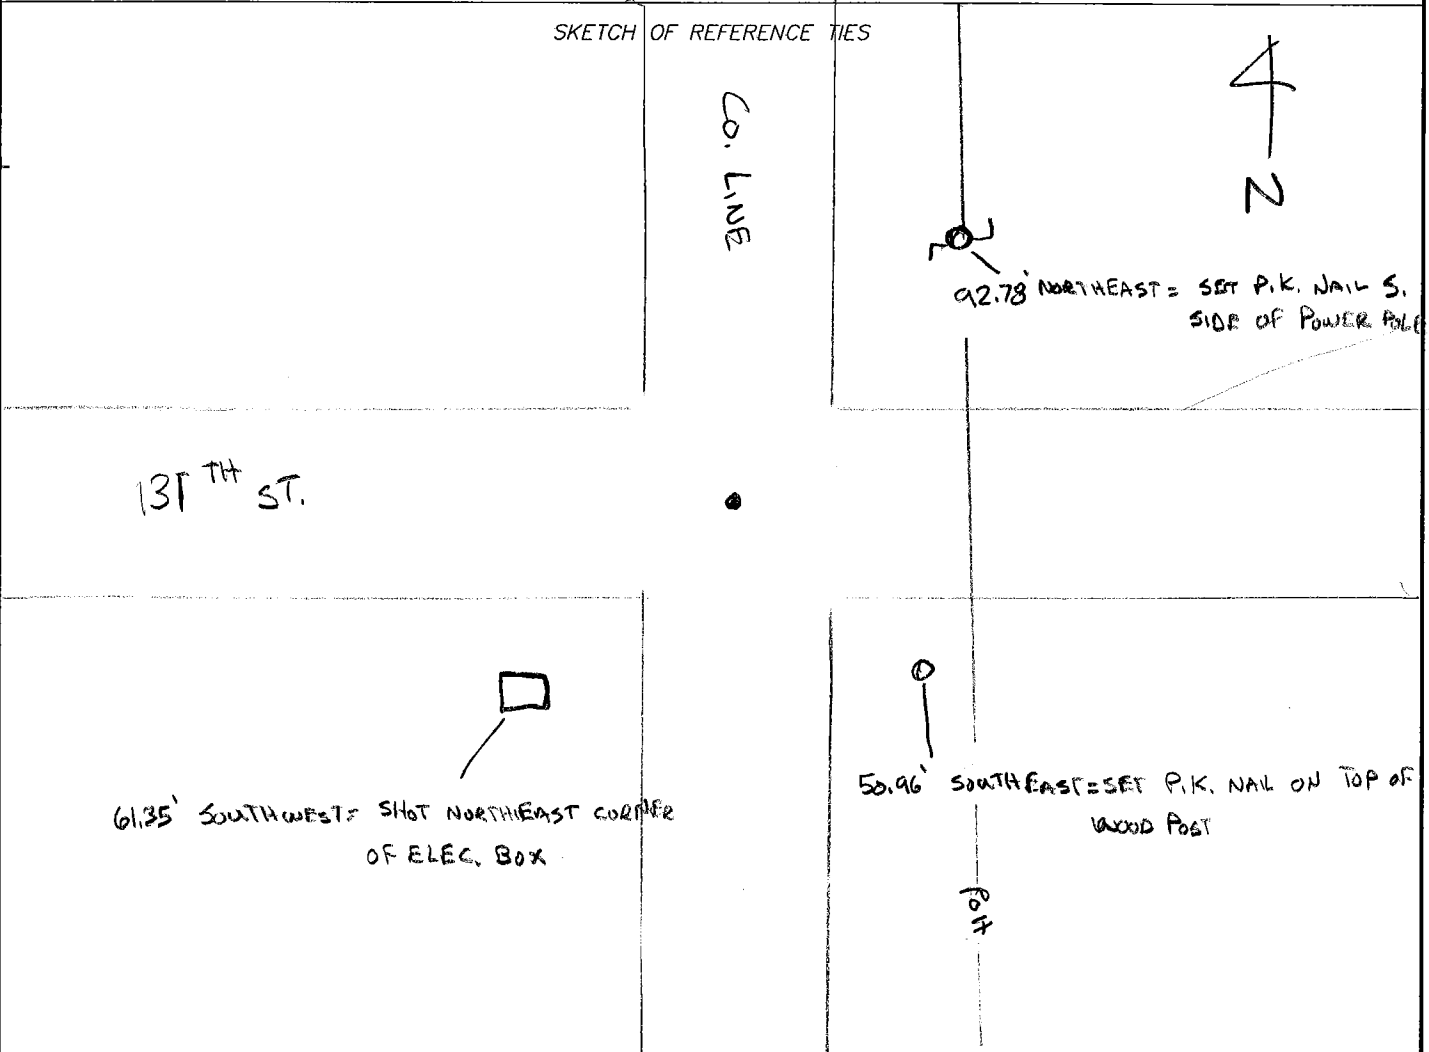 SKETCH OF REFERENCE TIES
CO. LINE
N
92.78' NORTHEAST = SET P.K. NAIL S.
SIDE OF POWER POLE
131TH ST.
61.35' SOUTHWEST = SHOT NORTHEAST CORNER
OF ELEC. BOX
50.96' SOUTHEAST = SET P.K. NAIL ON TOP OF
WOOD POST